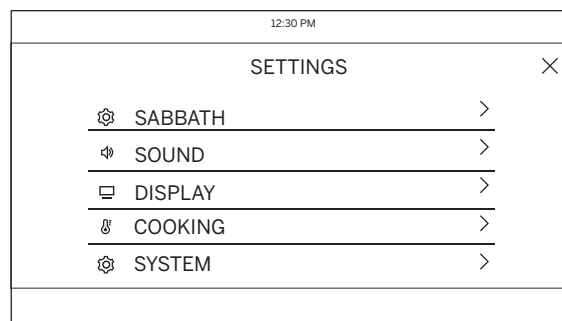 12:30 PM
SETTINGS
SABBATH
SOUND
DISPLAY
COOKING
SYSTEM